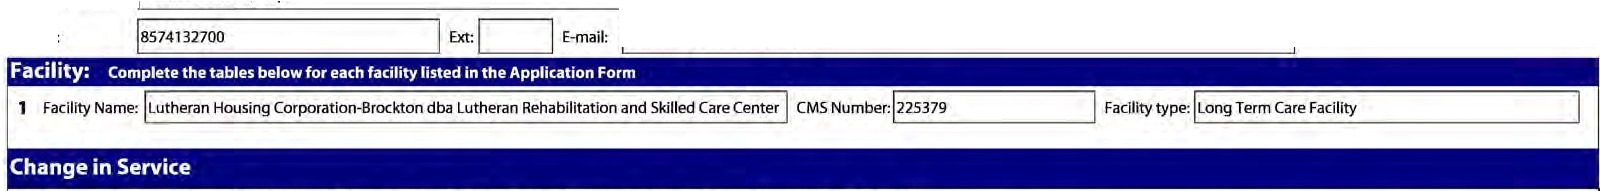 : 8574132700 Ext: E-mail:
Facility: Complete the tables below for each facility listed in the Application Form
1 Facility Name: Lutheran Housing Corporation-Brockton dba Lutheran Rehabilitation and Skilled Care Center CMS Number: 225379 Facility type: Long Term Care Facility
Change in Service